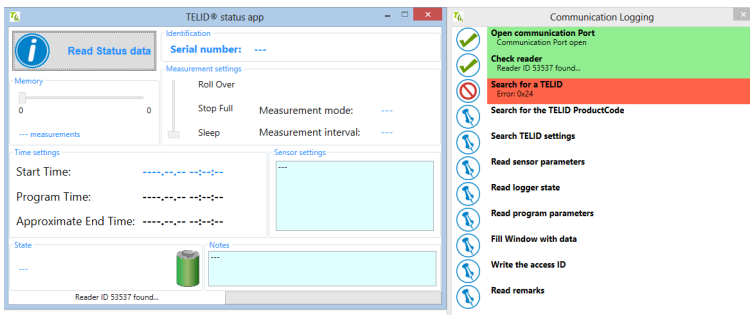 TELID® status app
Read Status data
Identification
Serial number: ---
Measurement settings
Roll Over
Stop Full
Sleep
Measurement mode: ---
Measurement interval: ---
Memory
0 0
--- measurements
Time settings
Start Time: ----.--.-- --:--:--
Program Time: ----.--.-- --:--:--
Approximate End Time: ----.--.-- --:--:--
Sensor settings
---
State
---
Notes
---
Reader ID 53537 found...
Communication Logging
Open communication Port
Communication Port open
Check reader
Reader ID 53537 found...
Search for a TELID
Error: 0x24
Search for the TELID ProductCode
Search TELID settings
Read sensor parameters
Read logger state
Read program parameters
Fill Window with data
Write the access ID
Read remarks